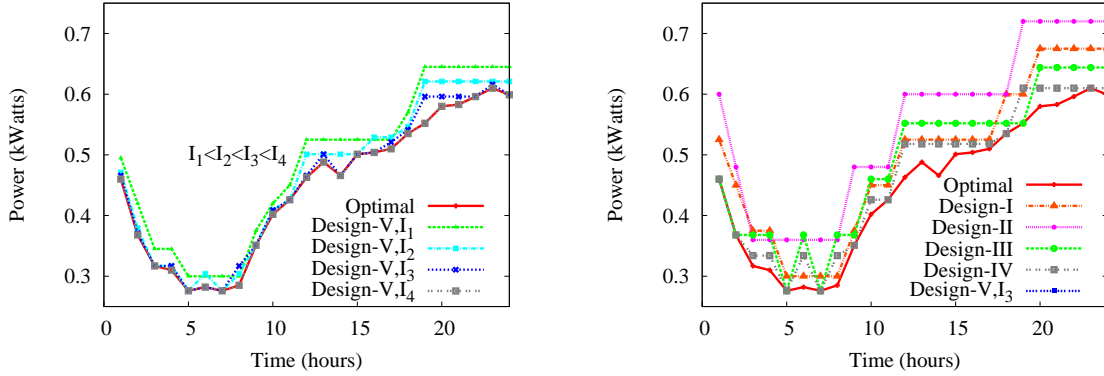 0.7
0.6
0.5
0.4
0.3
Power (kWatts)
I1<I2<I3<I4
Optimal
Design-V,I1
Design-V,I2
Design-V,I3
Design-V,I4
0 5 10 15 20
Time (hours)
0.7
0.6
0.5
0.4
0.3
Power (kWatts)
Optimal
Design-I
Design-II
Design-III
Design-IV
Design-V,I3
0 5 10 15 20
Time (hours)